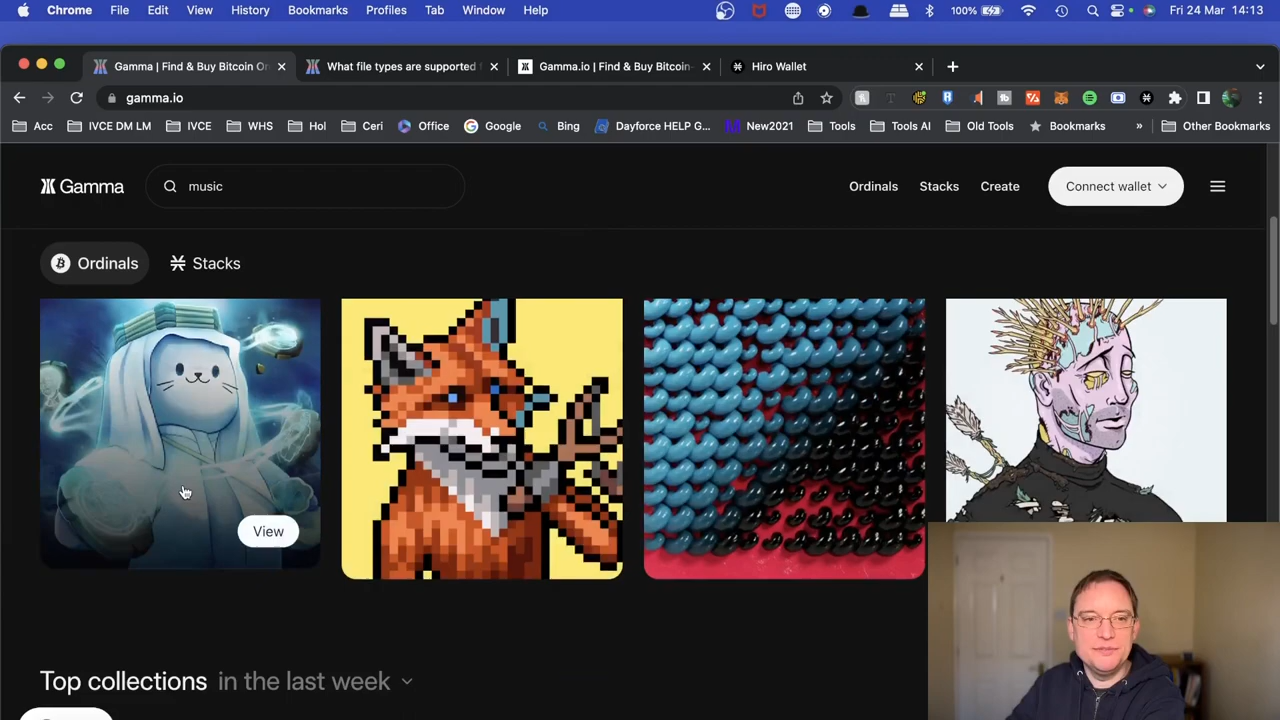 Chrome File Edit View History Bookmarks Profiles Tab Window Help 100% Fri 24 Mar 14:13
Gamma | Find & Buy Bitcoin Or What file types are supported Gamma.io | Find & Buy Bitcoin Hiro Wallet
gamma.io
Acc IVCE DM LM IVCE WHS Hol Ceri Office Google Bing Dayforce HELP G... New2021 Tools Tools AI Old Tools Bookmarks » Other Bookmarks
Gamma music Ordinals Stacks Create Connect wallet
Ordinals Stacks
View
Top collections in the last week